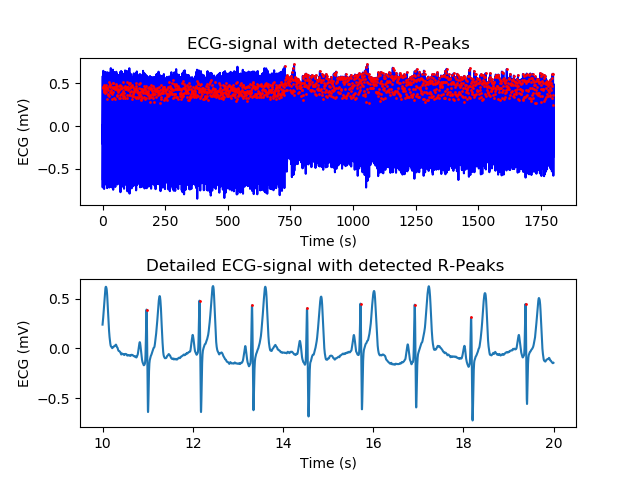 ECG-signal with detected R-Peaks
0.5
0.0
−0.5
ECG (mV)
0 250 500 750 1000 1250 1500 1750
Time (s)
Detailed ECG-signal with detected R-Peaks
0.5
0.0
−0.5
ECG (mV)
10 12 14 16 18 20
Time (s)